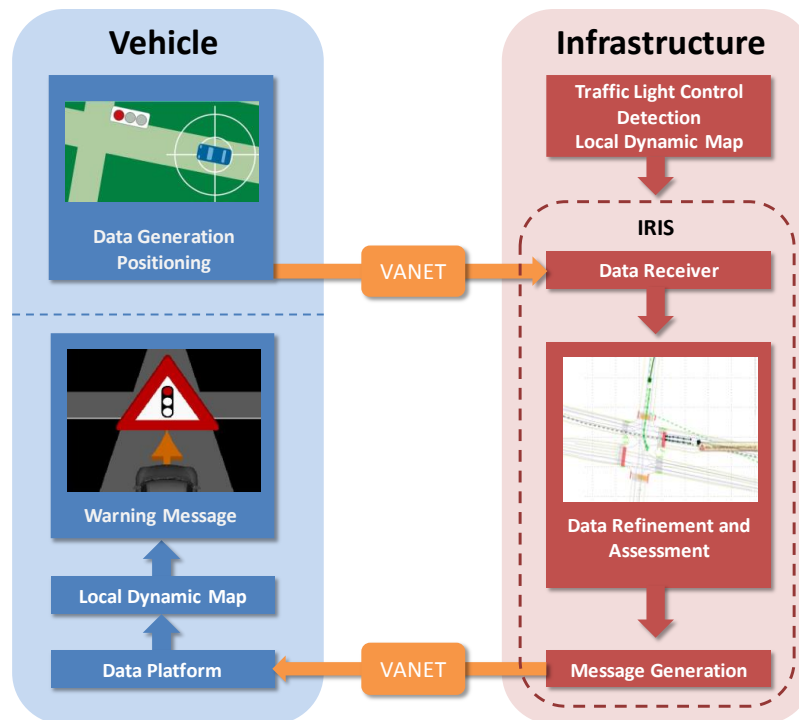 Vehicle
Data Generation
Positioning
Warning Message
Local Dynamic Map
Data Platform
VANET
VANET
Infrastructure
Traffic Light Control
Detection
Local Dynamic Map
IRIS
Data Receiver
Data Refinement and
Assessment
Message Generation